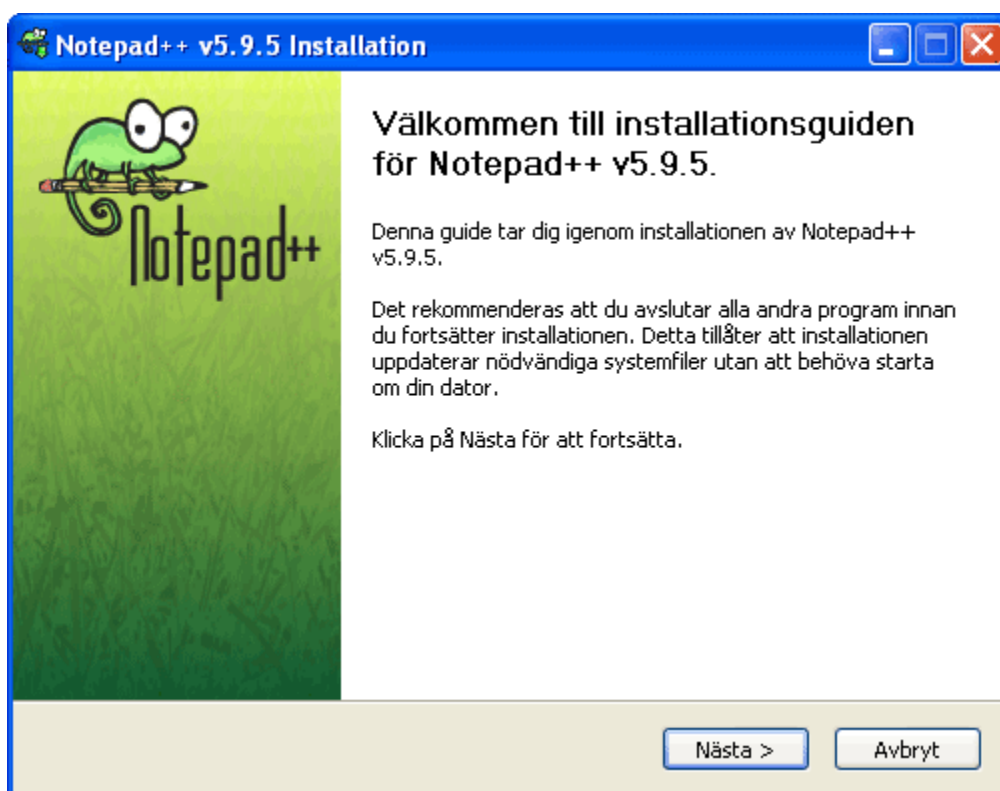 Notepad++ v5.9.5 Installation
Notepad++
Välkommen till installationsguiden
för Notepad++ v5.9.5.
Denna guide tar dig igenom installationen av Notepad++
v5.9.5.
Det rekommenderas att du avslutar alla andra program innan
du fortsätter installationen. Detta tillåter att installationen
uppdaterar nödvändiga systemfiler utan att behöva starta
om din dator.
Klicka på Nästa för att fortsätta.
Nästa >
Avbryt